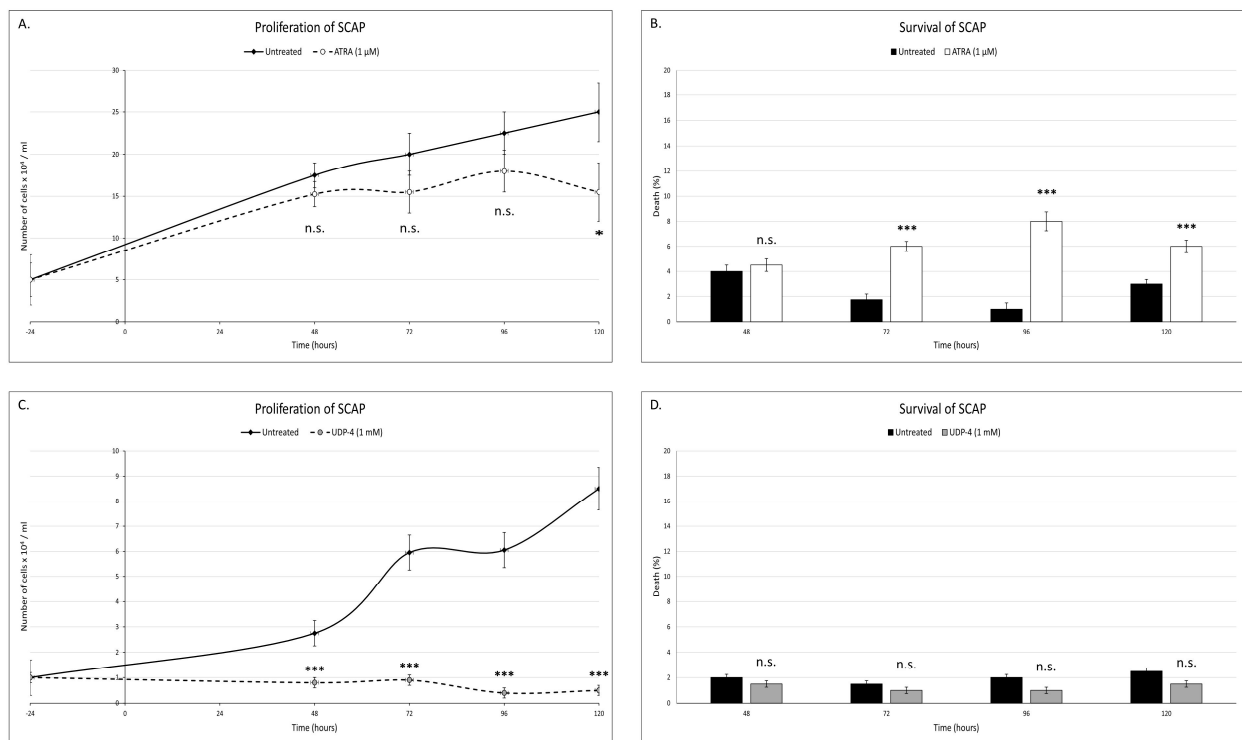 A.
Proliferation of SCAP
Untreated ATRA (1 µM)
30
25
20
15
10
5
0
Number of cells x 10⁴ / ml
n.s. n.s. n.s. *
-24 0 24 48 72 96 120
Time (hours)
B.
Survival of SCAP
Untreated ATRA (1 µM)
20
18
16
14
12
10
8
6
4
2
0
Death (%)
n.s. *** *** ***
48 72 96 120
Time (hours)
C.
Proliferation of SCAP
Untreated UDP-4 (1 mM)
10
9
8
7
6
5
4
3
2
1
0
Number of cells x 10⁴ / ml
*** *** *** ***
-24 0 24 48 72 96 120
Time (hours)
D.
Survival of SCAP
Untreated UDP-4 (1 mM)
20
18
16
14
12
10
8
6
4
2
0
Death (%)
n.s. n.s. n.s. n.s.
48 72 96 120
Time (hours)